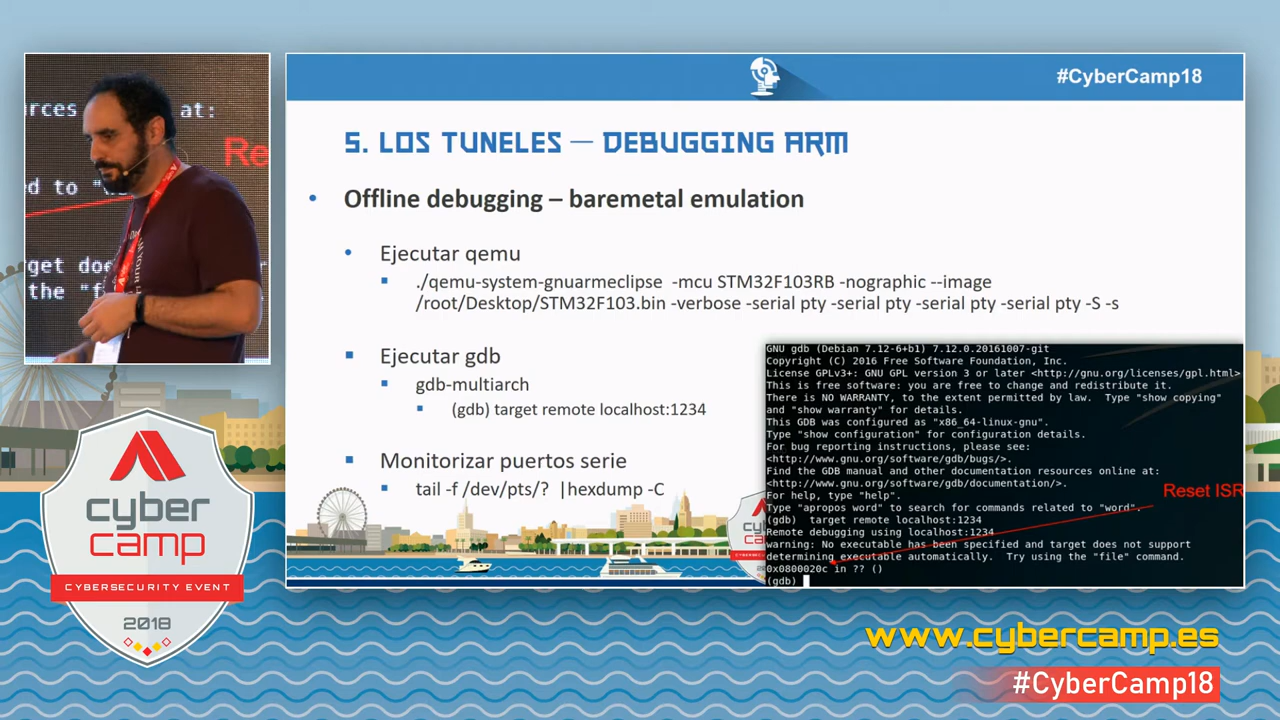 #CyberCamp18
urces at:
Re
ed to "w
get doe
the "f
5. LOS TUNELES — DEBUGGING ARM
• Offline debugging – baremetal emulation
• Ejecutar qemu
▪ ./qemu-system-gnuarmeclipse -mcu STM32F103RB -nographic --image
/root/Desktop/STM32F103.bin -verbose -serial pty -serial pty -serial pty -serial pty -S -s
▪ Ejecutar gdb
▪ gdb-multiarch
▪ (gdb) target remote localhost:1234
▪ Monitorizar puertos serie
▪ tail -f /dev/pts/? |hexdump -C
GNU gdb (Debian 7.12-6+b1) 7.12.0.20161007-git
Copyright (C) 2016 Free Software Foundation, Inc.
License GPLv3+: GNU GPL version 3 or later <http://gnu.org/licenses/gpl.html>
This is free software: you are free to change and redistribute it.
There is NO WARRANTY, to the extent permitted by law. Type "show copying"
and "show warranty" for details.
This GDB was configured as "x86_64-linux-gnu".
Type "show configuration" for configuration details.
For bug reporting instructions, please see:
<http://www.gnu.org/software/gdb/bugs/>.
Find the GDB manual and other documentation resources online at:
<http://www.gnu.org/software/gdb/documentation/>.
For help, type "help".
Type "apropos word" to search for commands related to "word".
(gdb) target remote localhost:1234
Remote debugging using localhost:1234
warning: No executable has been specified and target does not support
determining executable automatically. Try using the "file" command.
0x0800020c in ?? ()
(gdb)
Reset ISR
cyber
camp
CYBERSECURITY EVENT
2018
www.cybercamp.es
#CyberCamp18